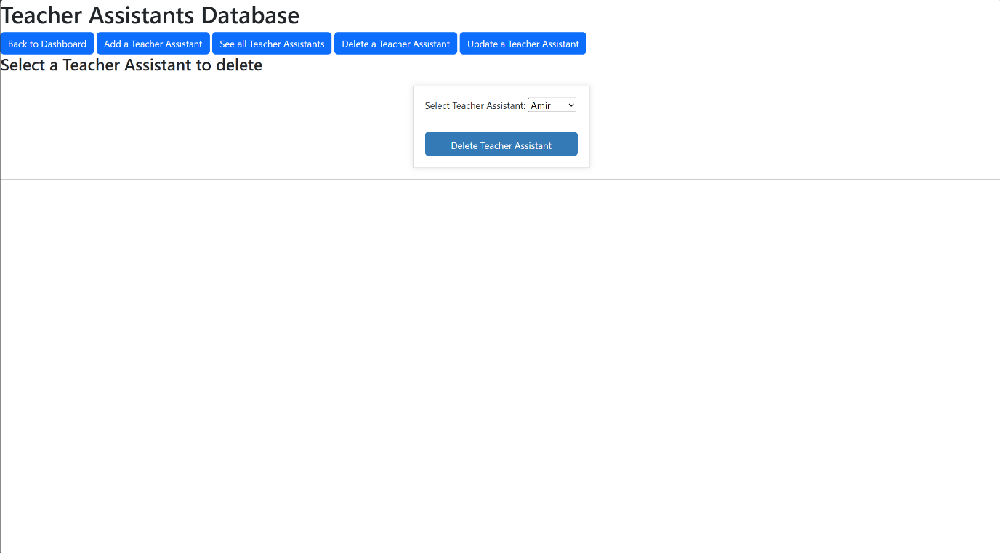 Teacher Assistants Database
Back to Dashboard Add a Teacher Assistant See all Teacher Assistants Delete a Teacher Assistant Update a Teacher Assistant
Select a Teacher Assistant to delete
Select Teacher Assistant: Amir
Delete Teacher Assistant